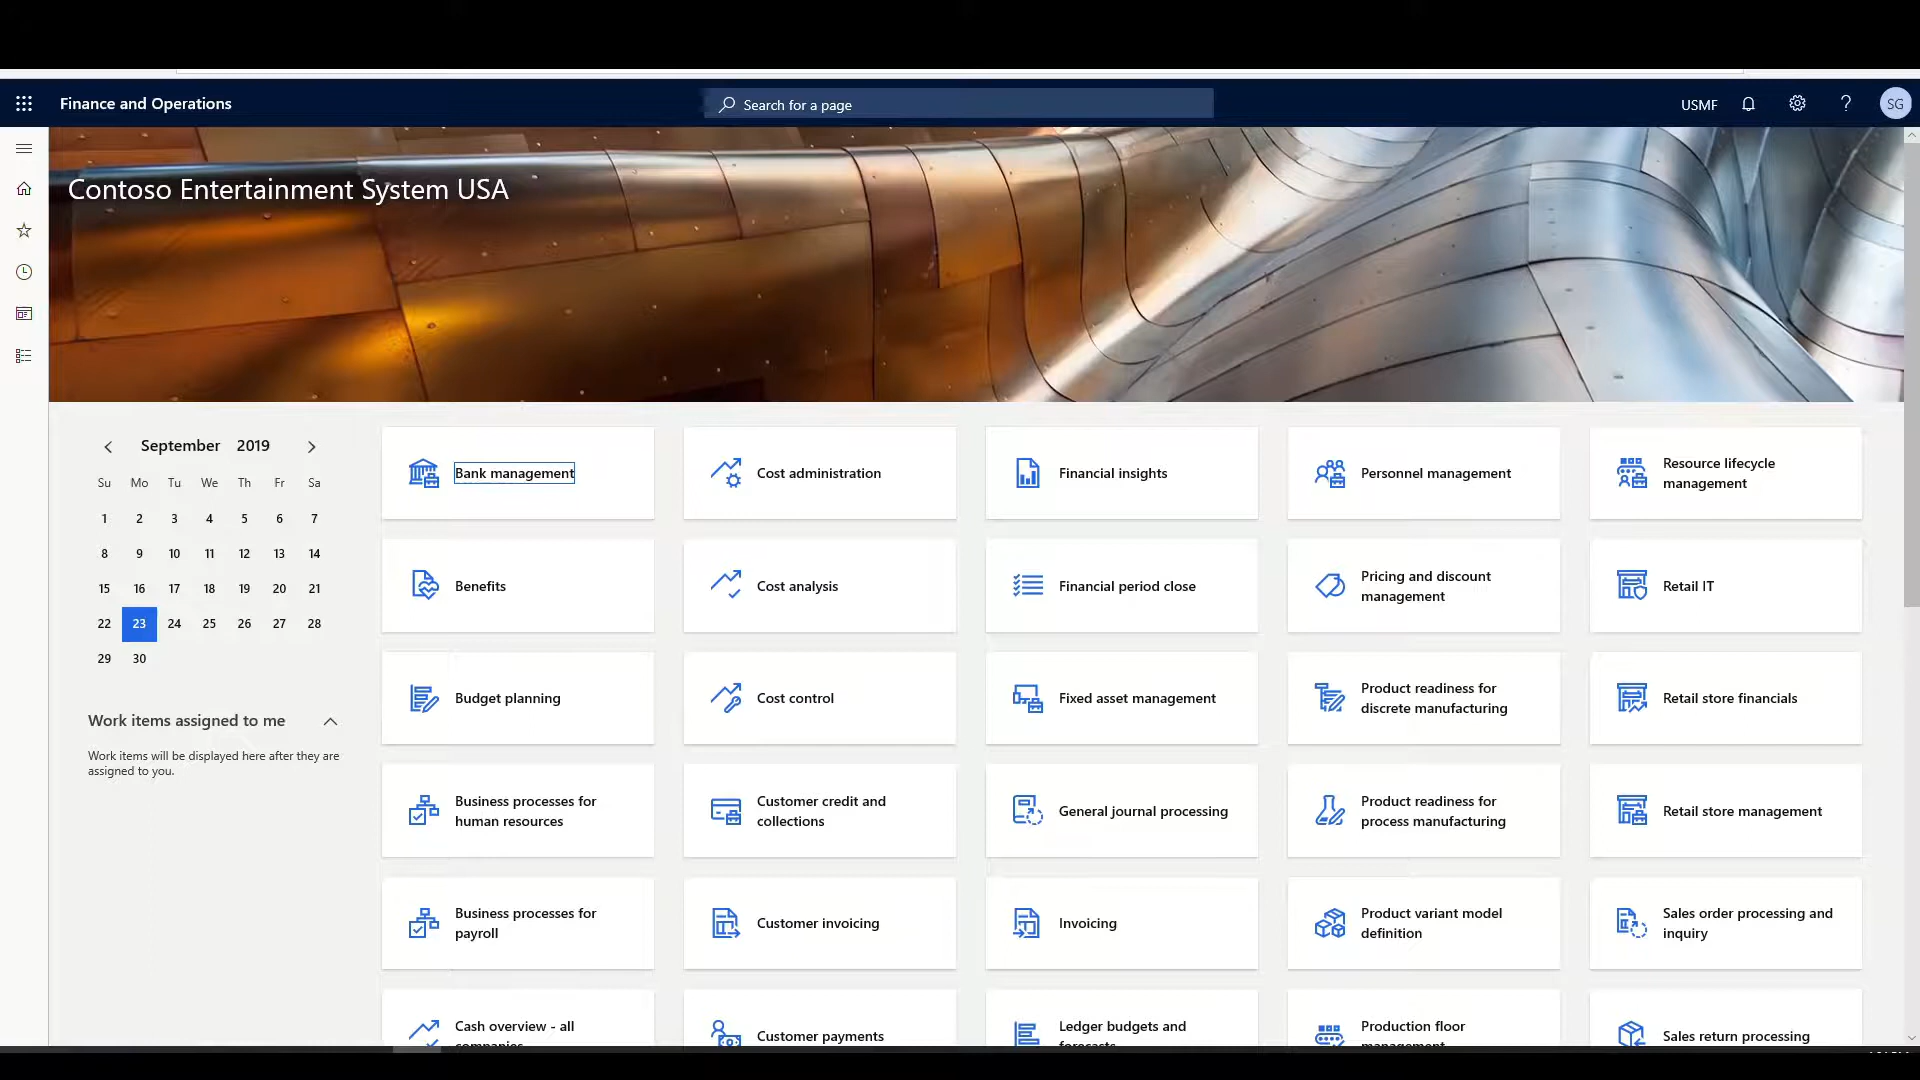 Finance and Operations
Search for a page
USMF
SG
Contoso Entertainment System USA
September 2019
Su Mo Tu We Th Fr Sa
1 2 3 4 5 6 7
8 9 10 11 12 13 14
15 16 17 18 19 20 21
22 23 24 25 26 27 28
29 30
Work items assigned to me
Work items will be displayed here after they are
assigned to you.
Bank management
Cost administration
Financial insights
Personnel management
Resource lifecycle
management
Benefits
Cost analysis
Financial period close
Pricing and discount
management
Retail IT
Budget planning
Cost control
Fixed asset management
Product readiness for
discrete manufacturing
Retail store financials
Business processes for
human resources
Customer credit and
collections
General journal processing
Product readiness for
process manufacturing
Retail store management
Business processes for
payroll
Customer invoicing
Invoicing
Product variant model
definition
Sales order processing and
inquiry
Cash overview - all
companies
Customer payments
Ledger budgets and
forecasts
Production floor
management
Sales return processing